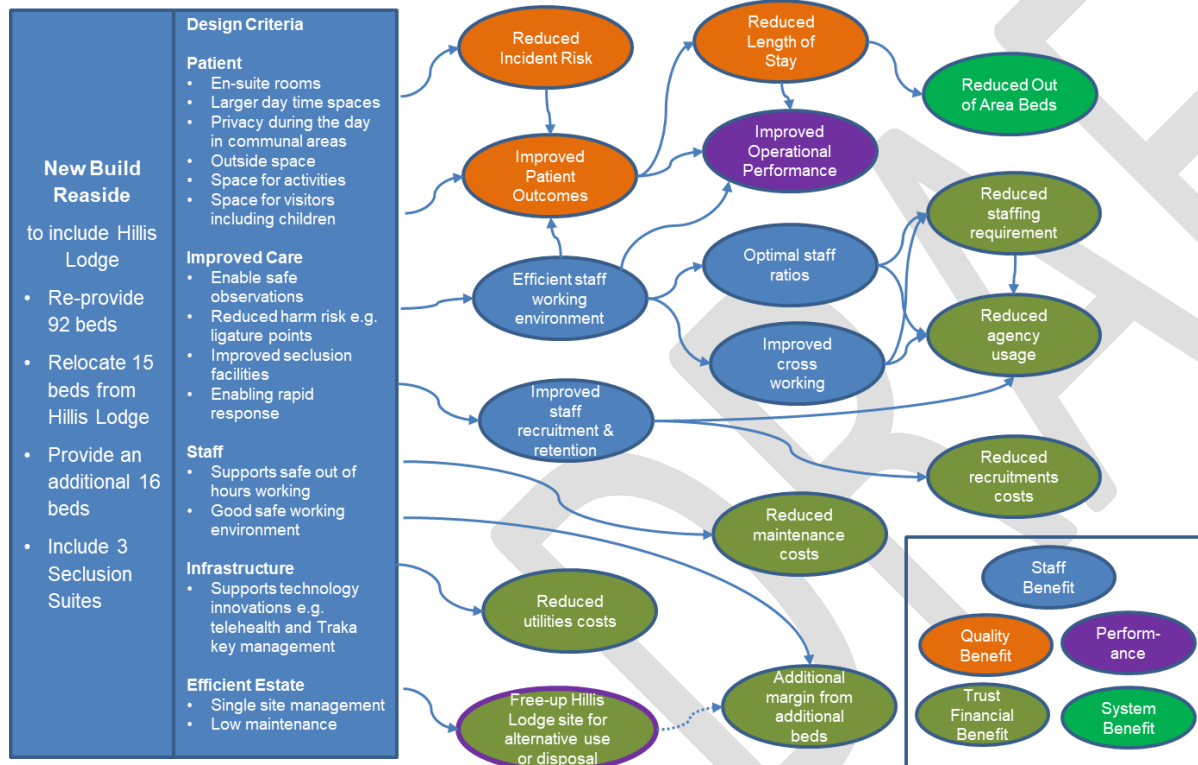 New Build
Reaside
to include Hillis
Lodge
• Re-provide
92 beds
• Relocate 15
beds from
Hillis Lodge
• Provide an
additional 16
beds
• Include 3
Seclusion
Suites
Design Criteria
Patient
• En-suite rooms
• Larger day time spaces
• Privacy during the day
in communal areas
• Outside space
• Space for activities
• Space for visitors
including children
Improved Care
• Enable safe
observations
• Reduced harm risk e.g.
ligature points
• Improved seclusion
facilities
• Enabling rapid
response
Staff
• Supports safe out of
hours working
• Good safe working
environment
Infrastructure
• Supports technology
innovations e.g.
telehealth and Traka
key management
Efficient Estate
• Single site management
• Low maintenance
Reduced
Incident Risk
Reduced
Length of
Stay
Reduced Out
of Area Beds
Improved
Patient
Outcomes
Improved
Operational
Performance
Reduced
staffing
requirement
Efficient staff
working
environment
Optimal staff
ratios
Improved
cross
working
Reduced
agency
usage
Improved
staff
recruitment &
retention
Reduced
recruitments
costs
Reduced
maintenance
costs
Reduced
utilities costs
Free-up Hillis
Lodge site for
alternative use
or disposal
Additional
margin from
additional
beds
Staff
Benefit
Quality
Benefit
Perform-
ance
Trust
Financial
Benefit
System
Benefit
DRAFT